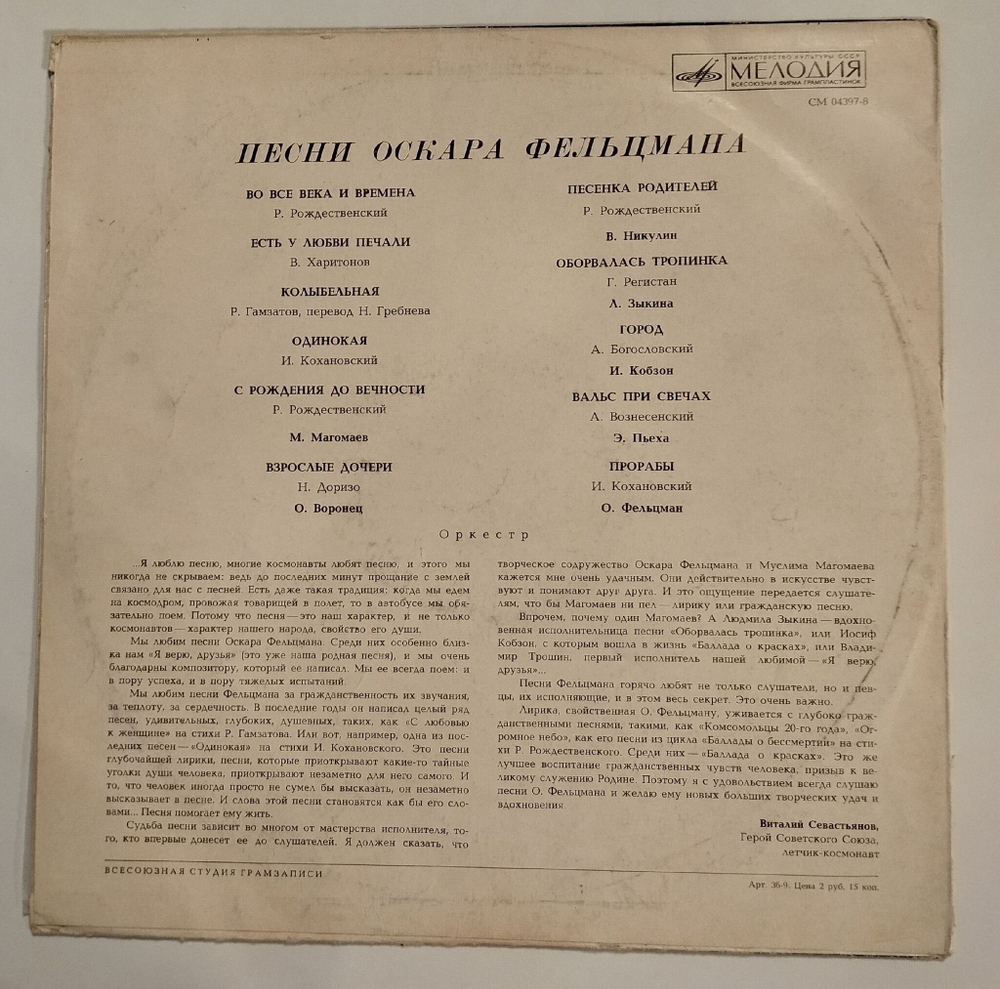 МИНИСТЕРСТВО КУЛЬТУРЫ СССР
МЕЛОДИЯ
ВСЕСОЮЗНАЯ ФИРМА ГРАМПЛАСТИНОК
СМ 04397-8
ПЕСНИ ОСКАРА ФЕЛЬЦМАНА
ВО ВСЕ ВЕКА И ВРЕМЕНА
Р. Рождественский
ЕСТЬ У ЛЮБВИ ПЕЧАЛИ
В. Харитонов
КОЛЫБЕЛЬНАЯ
Р. Гамзатов, перевод Н. Гребнева
ОДИНОКАЯ
И. Кохановский
С РОЖДЕНИЯ ДО ВЕЧНОСТИ
Р. Рождественский
М. Магомаев
ВЗРОСЛЫЕ ДОЧЕРИ
Н. Доризо
О. Воронец
ПЕСЕНКА РОДИТЕЛЕЙ
Р. Рождественский
В. Никулин
ОБОРВАЛАСЬ ТРОПИНКА
Г. Регистан
Л. Зыкина
ГОРОД
А. Богословский
И. Кобзон
ВАЛЬС ПРИ СВЕЧАХ
А. Вознесенский
Э. Пьеха
ПРОРАБЫ
И. Кохановский
О. Фельцман
Оркестр
...Я люблю песню, многие космонавты любят песню, и этого мы
никогда не скрываем: ведь до последних минут прощание с землей
связано для нас с песней. Есть даже такая традиция: когда мы едем
на космодром, провожая товарищей в полет, то в автобусе мы обя-
зательно поем. Потому что песня — это наш характер, и не только
космонавтов — характер нашего народа, свойство его души.
Мы любим песни Оскара Фельцмана. Среди них особенно близ-
ка нам «Я верю, друзья» (это уже наша родная песня), и мы очень
благодарны композитору, который ее написал. Мы ее всегда поем: и
в пору успеха, и в пору тяжелых испытаний.
Мы любим песни Фельцмана за гражданственность их звучания,
за теплоту, за сердечность. В последние годы он написал целый ряд
песен, удивительных, глубоких, душевных, таких, как «С любовью
к женщине» на стихи Р. Гамзатова. Или вот, например, одна из пос-
ледних песен — «Одинокая» на стихи И. Кохановского. Это песни
глубочайшей лирики, песни, которые приоткрывают какие-то тайные
уголки души человека, приоткрывают незаметно для него самого. И
то, что человек иногда просто не сумел бы высказать, он незаметно
высказывает в песне. И слова этой песни становятся как бы его сло-
вами... Песня помогает ему жить.
Судьба песни зависит во многом от мастерства исполнителя, то-
го, кто впервые донесет ее до слушателей. Я должен сказать, что
творческое содружество Оскара Фельцмана и Муслима Магомаева
кажется мне очень удачным. Они действительно в искусстве чувст-
вуют и понимают друг друга. И это ощущение передается слушате-
лям, что бы Магомаев ни пел — лирику или гражданскую песню.
Впрочем, почему один Магомаев? А Людмила Зыкина — вдохно-
венная исполнительница песни «Оборвалась тропинка», или Иосиф
Кобзон, с которым вошла в жизнь «Баллада о красках», или Влади-
мир Трошин, первый исполнитель нашей любимой — «Я верю,
друзья»...
Песни Фельцмана горячо любят не только слушатели, но и пев-
цы, их исполняющие, и в этом весь секрет. Это очень важно.
Лирика, свойственная О. Фельцману, уживается с глубоко граж-
данственными песнями, такими, как «Комсомольцы 20-го года», «Ог-
ромное небо», как его песни из цикла «Баллады о бессмертии» на сти-
хи Р. Рождественского. Среди них — «Баллада о красках». Это же
лучшее воспитание гражданских чувств человека, призыв к ве-
ликому служению Родине. Поэтому я с удовольствием всегда слушаю
песни О. Фельцмана и желаю ему новых больших творческих удач и
вдохновения.
Виталий Севастьянов,
Герой Советского Союза,
летчик-космонавт
ВСЕСОЮЗНАЯ СТУДИЯ ГРАМЗАПИСИ
Арт. 36-9. Цена 2 руб. 15 коп.